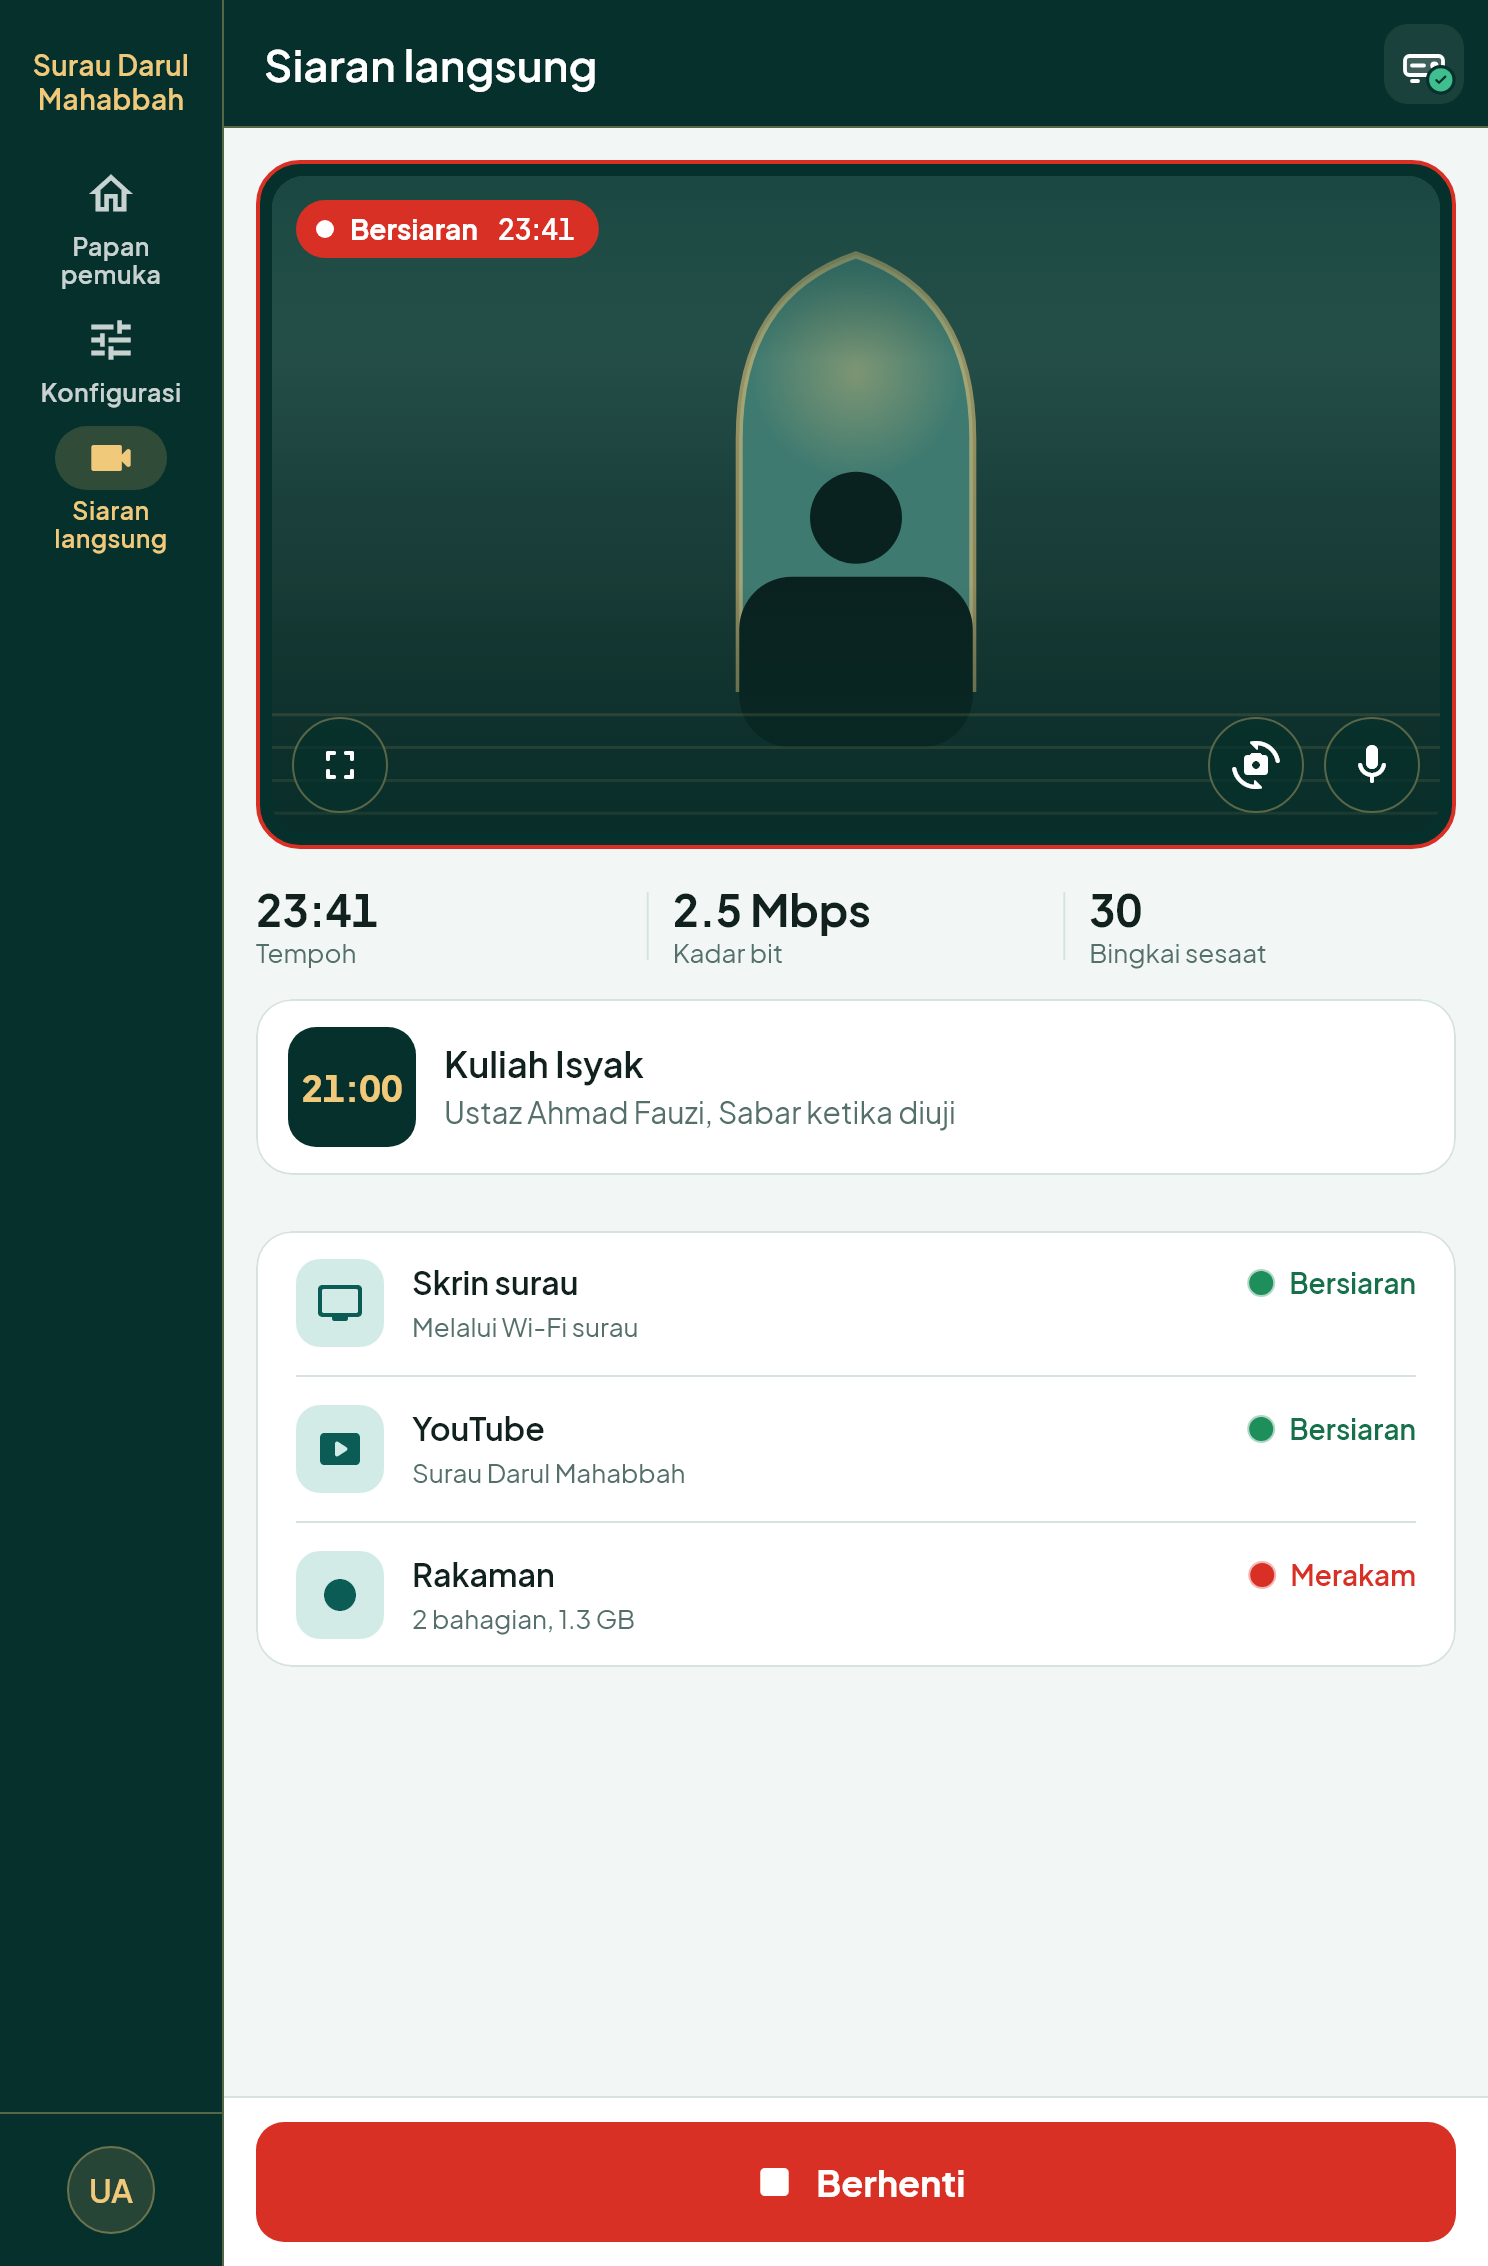 Surau Darul
Mahabbah
Papan
pemuka
Konfigurasi
Siaran
langsung
UA
Siaran langsung
Bersiaran 23:41
23:41
Tempoh
2.5 Mbps
Kadar bit
30
Bingkai sesaat
21:00
Kuliah Isyak
Ustaz Ahmad Fauzi, Sabar ketika diuji
Skrin surau
Bersiaran
Melalui Wi-Fi surau
YouTube
Bersiaran
Surau Darul Mahabbah
Rakaman
Merakam
2 bahagian, 1.3 GB
Berhenti